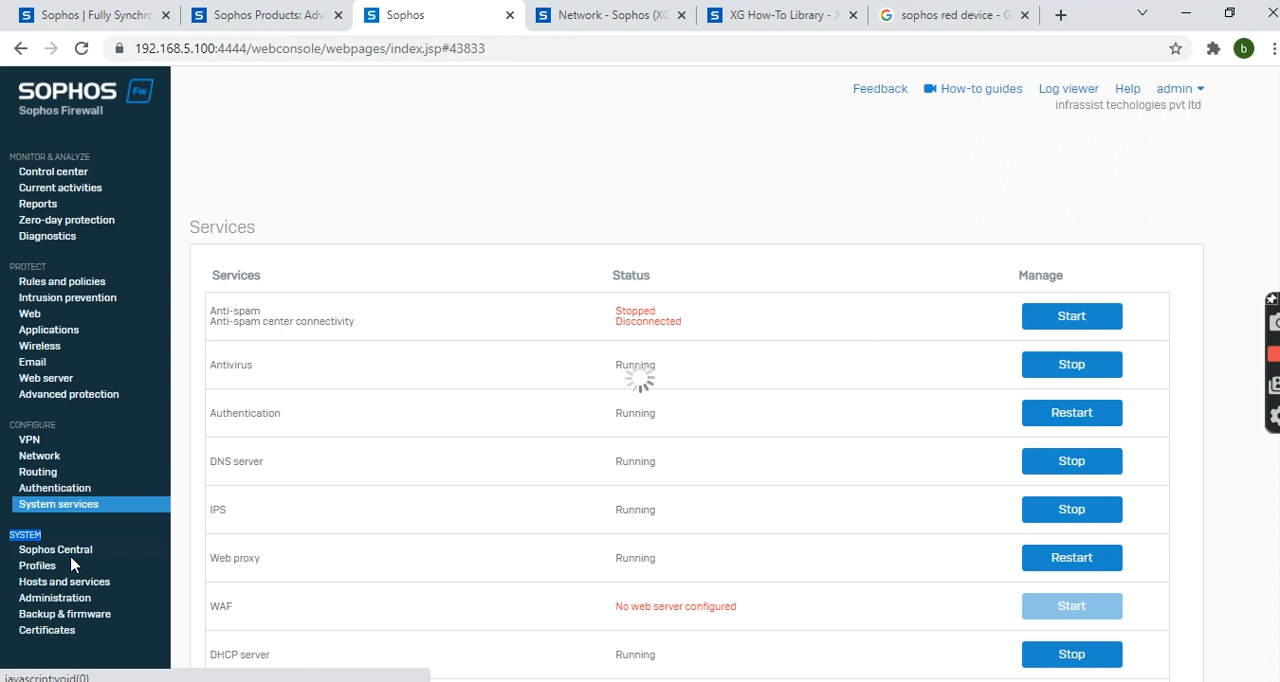 Sophos | Fully Synchro
Sophos Products: Adv
Sophos
Network - Sophos (XG
XG How-To Library -
sophos red device - G
192.168.5.100:4444/webconsole/webpages/index.jsp#43833
b
SOPHOS Fw
Sophos Firewall
Feedback
How-to guides
Log viewer
Help
admin
infrassist techologies pvt ltd
MONITOR & ANALYZE
Control center
Current activities
Reports
Zero-day protection
Diagnostics
PROTECT
Rules and policies
Intrusion prevention
Web
Applications
Wireless
Email
Web server
Advanced protection
CONFIGURE
VPN
Network
Routing
Authentication
System services
SYSTEM
Sophos Central
Profiles
Hosts and services
Administration
Backup & firmware
Certificates
Services
Services Status Manage
Anti-spam Stopped Start
Anti-spam center connectivity Disconnected
Antivirus Running Stop
Authentication Running Restart
DNS server Running Stop
IPS Running Stop
Web proxy Running Restart
WAF No web server configured Start
DHCP server Running Stop
javascript:void(0)